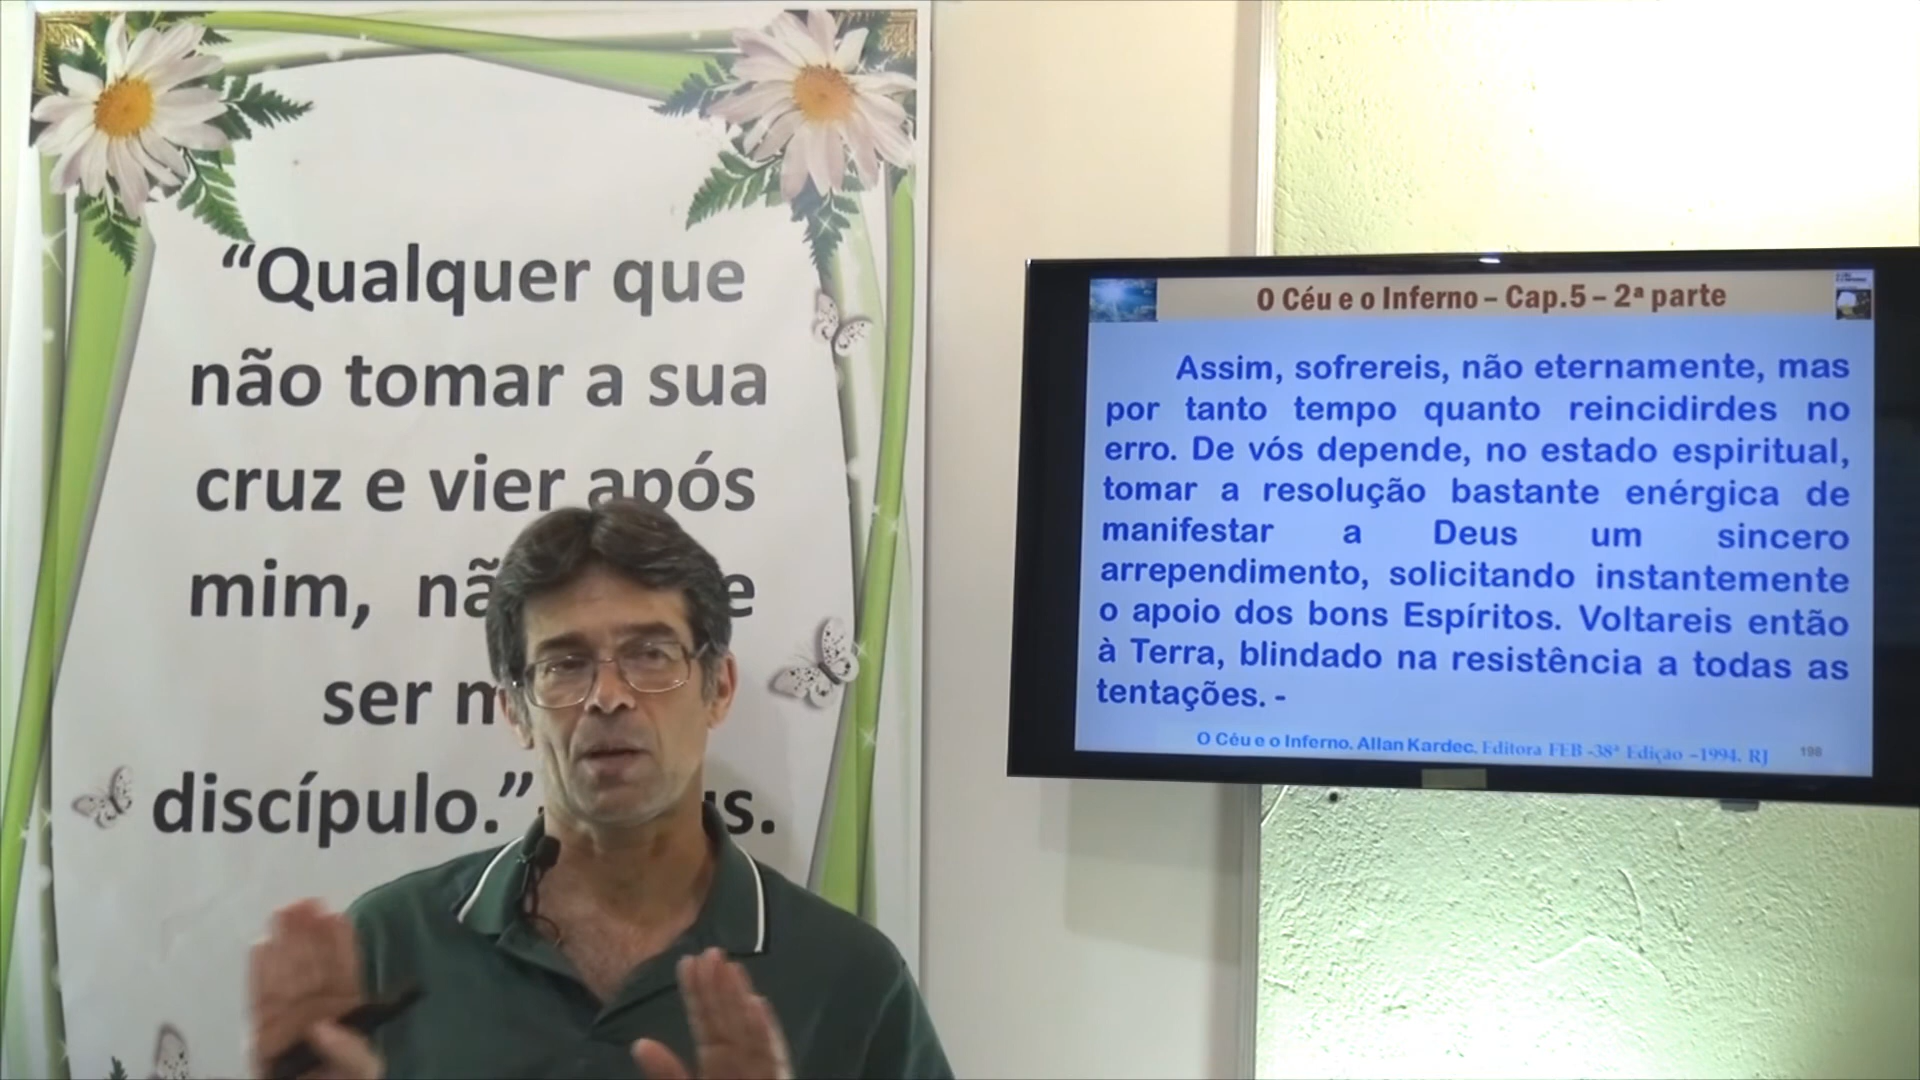 “Qualquer que
não tomar a sua
cruz e vier após
mim, nã e
ser m
discípulo.” s.
O Céu e o Inferno – Cap.5 – 2ª parte
Assim, sofrereis, não eternamente, mas
por tanto tempo quanto reincidirdes no
erro. De vós depende, no estado espiritual,
tomar a resolução bastante enérgica de
manifestar a Deus um sincero
arrependimento, solicitando instantemente
o apoio dos bons Espíritos. Voltareis então
à Terra, blindado na resistência a todas as
tentações. -
O Céu e o Inferno. Allan Kardec. Editora FEB -38ª Edição –1994. RJ
198